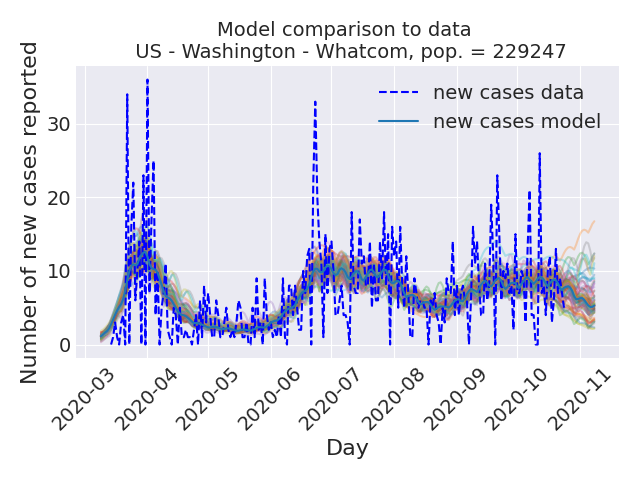 Model comparison to data
US - Washington - Whatcom, pop. = 229247
Number of new cases reported
30
20
10
0
new cases data
new cases model
2020-03
2020-04
2020-05
2020-06
2020-07
2020-08
2020-09
2020-10
2020-11
Day